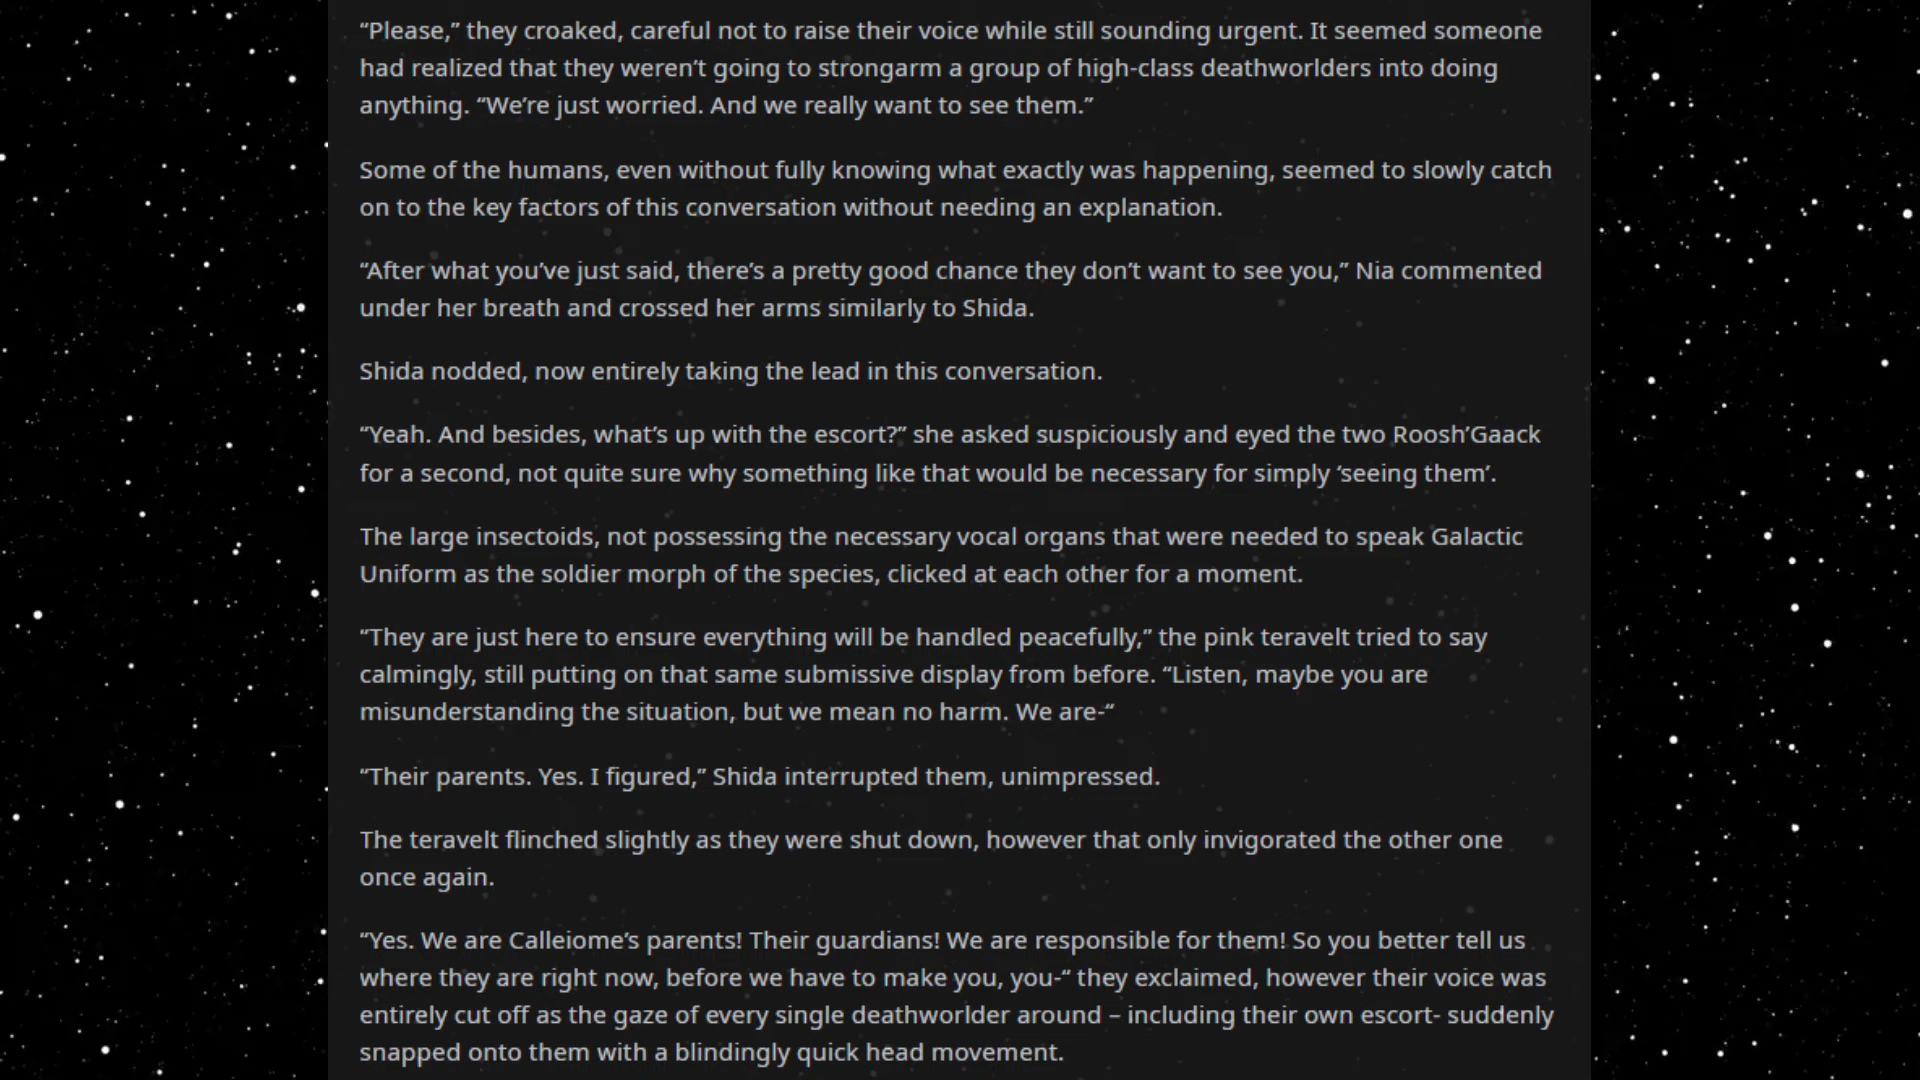 “Please,” they croaked, careful not to raise their voice while still sounding urgent. It seemed someone
had realized that they weren’t going to strongarm a group of high-class deathworlders into doing
anything. “We’re just worried. And we really want to see them.”
Some of the humans, even without fully knowing what exactly was happening, seemed to slowly catch
on to the key factors of this conversation without needing an explanation.
“After what you’ve just said, there’s a pretty good chance they don’t want to see you,” Nia commented
under her breath and crossed her arms similarly to Shida.
Shida nodded, now entirely taking the lead in this conversation.
“Yeah. And besides, what’s up with the escort?” she asked suspiciously and eyed the two Roosh’Gaack
for a second, not quite sure why something like that would be necessary for simply ‘seeing them’.
The large insectoids, not possessing the necessary vocal organs that were needed to speak Galactic
Uniform as the soldier morph of the species, clicked at each other for a moment.
“They are just here to ensure everything will be handled peacefully,” the pink teravelt tried to say
calmingly, still putting on that same submissive display from before. “Listen, maybe you are
misunderstanding the situation, but we mean no harm. We are-“
“Their parents. Yes. I figured,” Shida interrupted them, unimpressed.
The teravelt flinched slightly as they were shut down, however that only invigorated the other one
once again.
“Yes. We are Calleiome’s parents! Their guardians! We are responsible for them! So you better tell us
where they are right now, before we have to make you, you-“ they exclaimed, however their voice was
entirely cut off as the gaze of every single deathworlder around – including their own escort- suddenly
snapped onto them with a blindingly quick head movement.